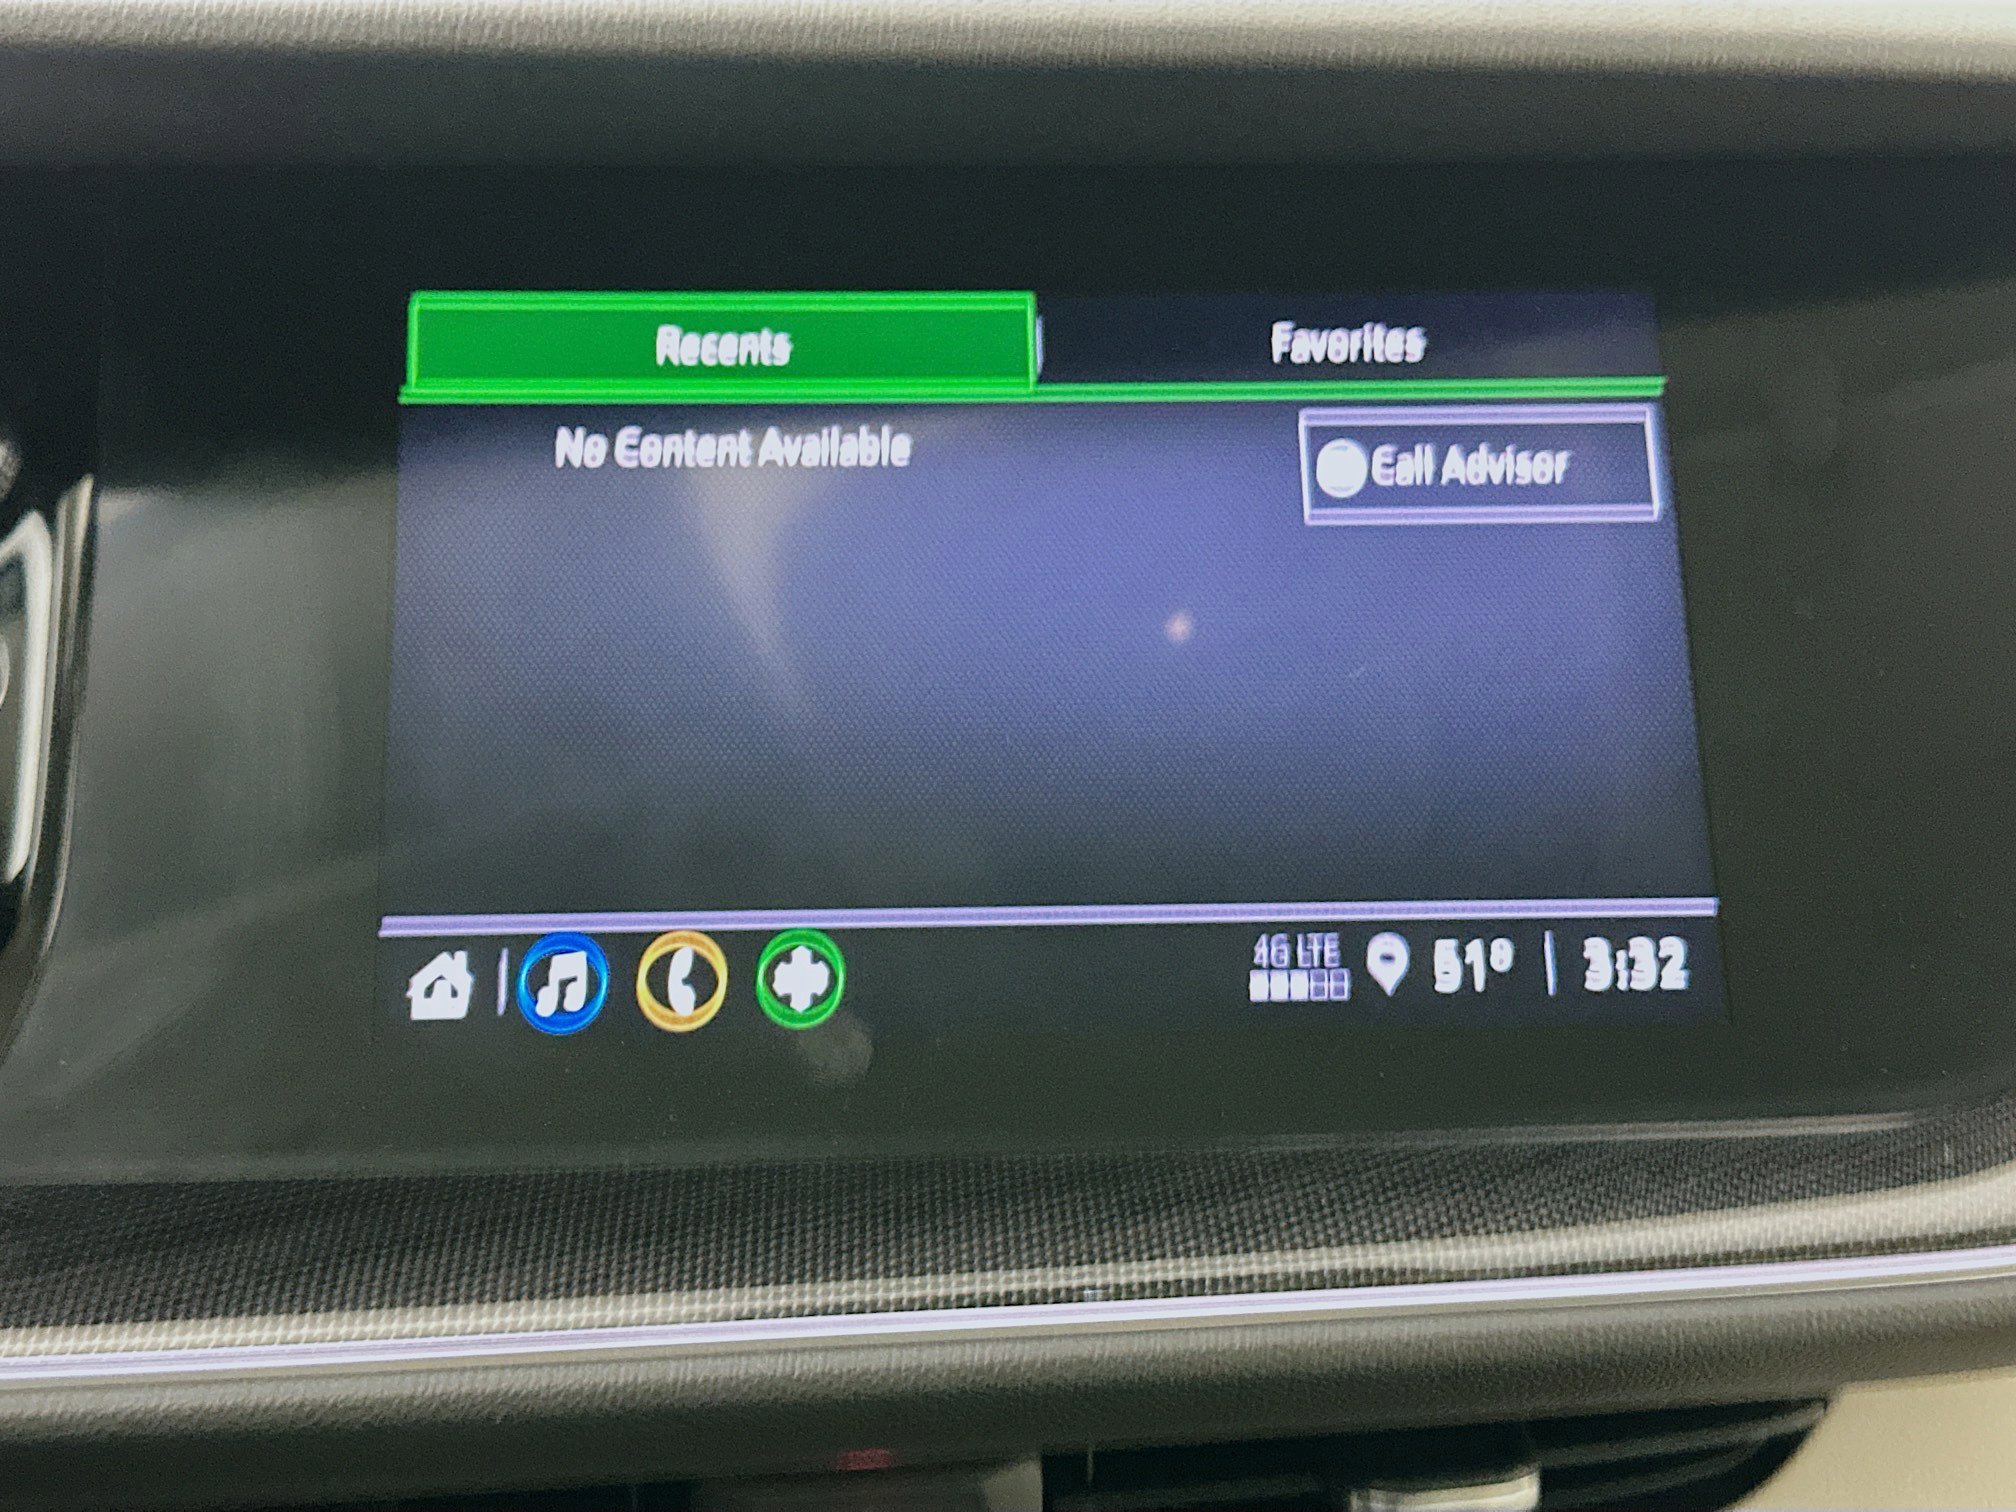 Recents
Favorites
No Content Available
Call Advisor
4G LTE
51°
3:32